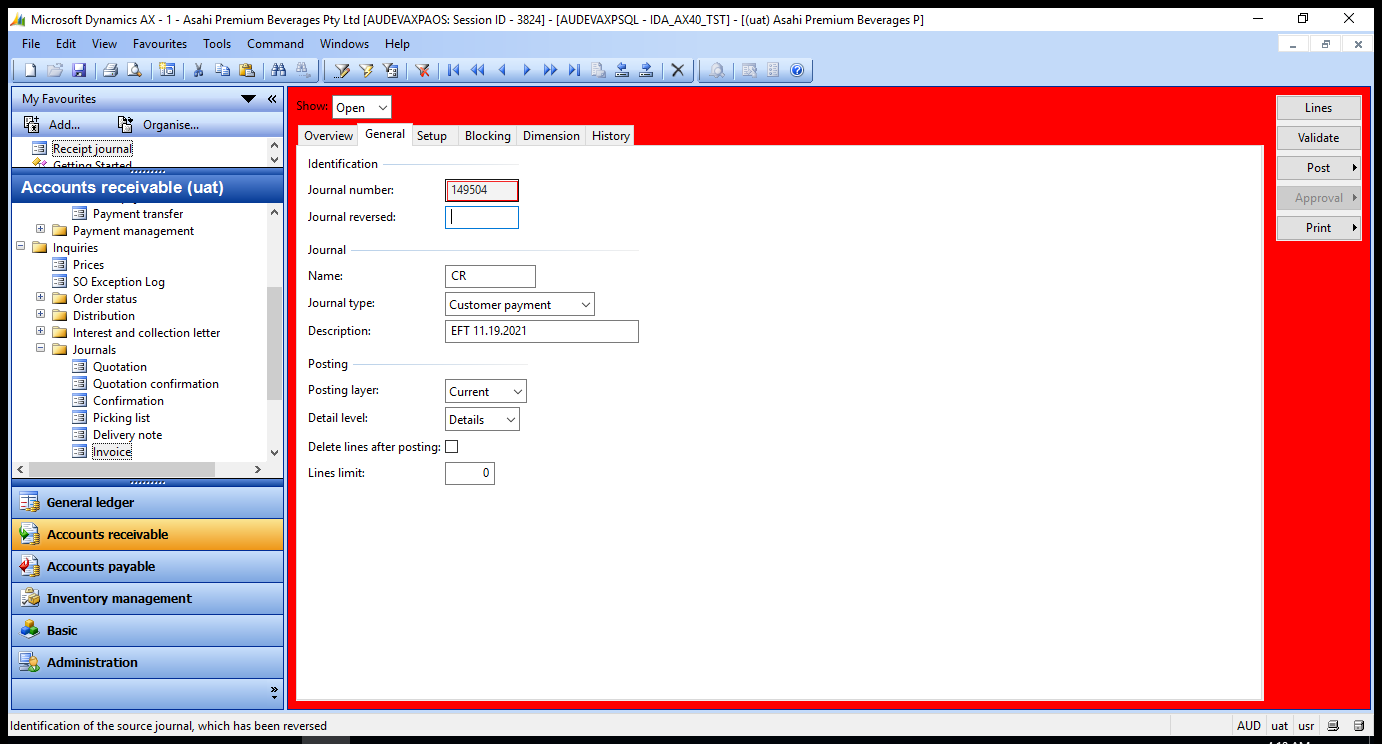 Microsoft Dynamics AX - 1 - Asahi Premium Beverages Pty Ltd [AUDEVAXPAOS: Session ID - 3824] - [AUDEVAXPSQL - IDA_AX40_TST] - [(uat) Asahi Premium Beverages P]
File Edit View Favourites Tools Command Windows Help
My Favourites
Add... Organise...
Receipt journal
Getting Started
Accounts receivable (uat)
Payment transfer
Payment management
Inquiries
Prices
SO Exception Log
Order status
Distribution
Interest and collection letter
Journals
Quotation
Quotation confirmation
Confirmation
Picking list
Delivery note
Invoice
General ledger
Accounts receivable
Accounts payable
Inventory management
Basic
Administration
Show: Open
Overview General Setup Blocking Dimension History
Identification
Journal number: 149504
Journal reversed:
Journal
Name: CR
Journal type: Customer payment
Description: EFT 11.19.2021
Posting
Posting layer: Current
Detail level: Details
Delete lines after posting:
Lines limit: 0
Lines
Validate
Post
Approval
Print
Identification of the source journal, which has been reversed
AUD uat usr